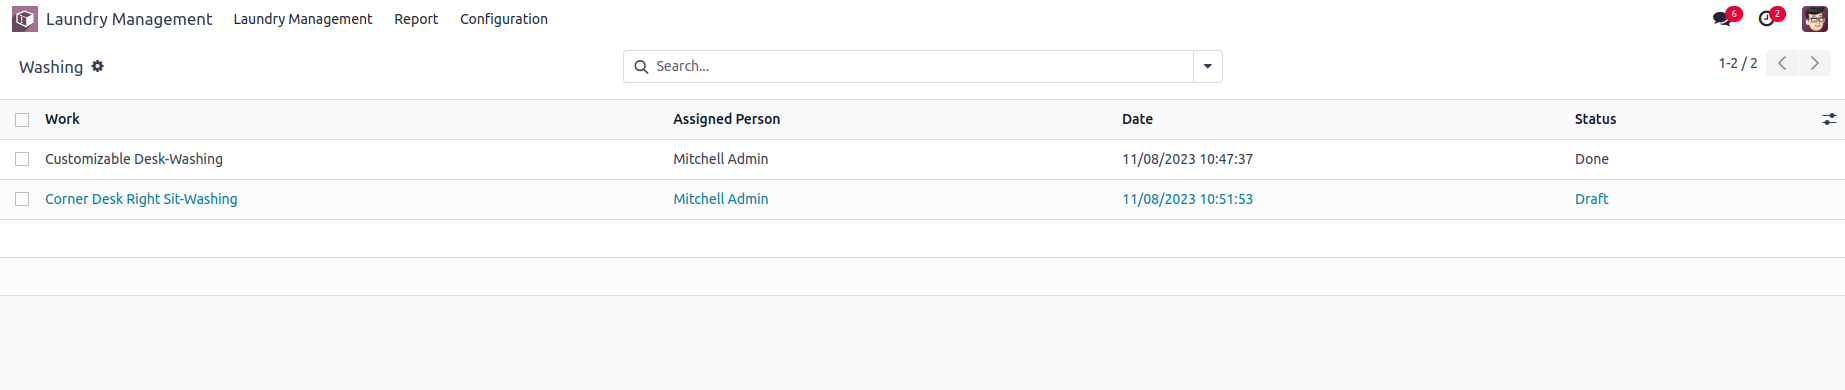 Laundry Management Laundry Management Report Configuration 6 2
Washing Search... 1-2 / 2
Work Assigned Person Date Status
Customizable Desk-Washing Mitchell Admin 11/08/2023 10:47:37 Done
Corner Desk Right Sit-Washing Mitchell Admin 11/08/2023 10:51:53 Draft